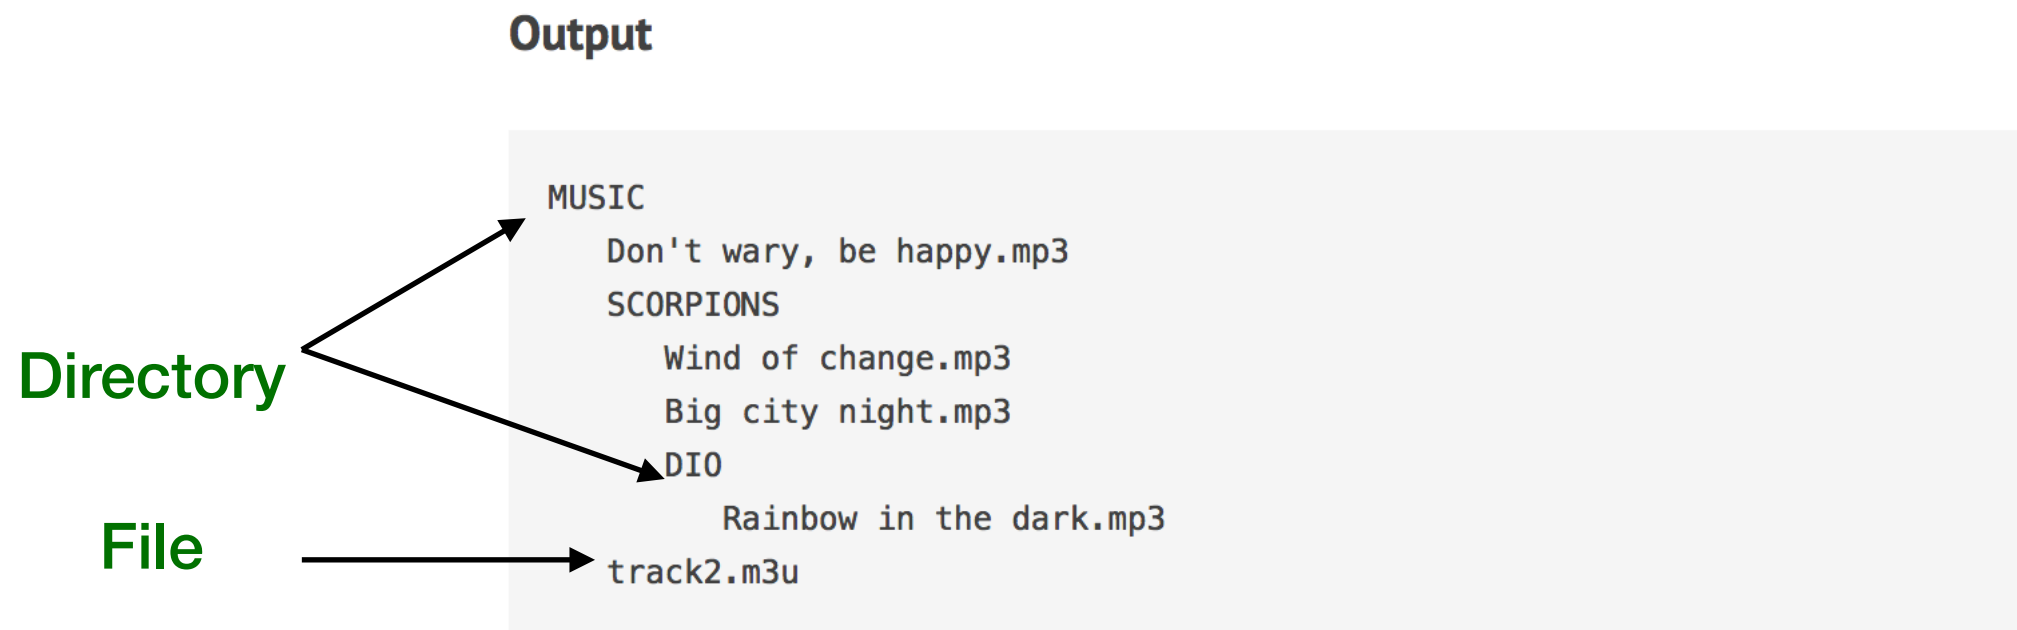 Output
MUSIC
Don't wary, be happy.mp3
SCORPIONS
Wind of change.mp3
Big city night.mp3
DIO
Rainbow in the dark.mp3
track2.m3u
Directory
File